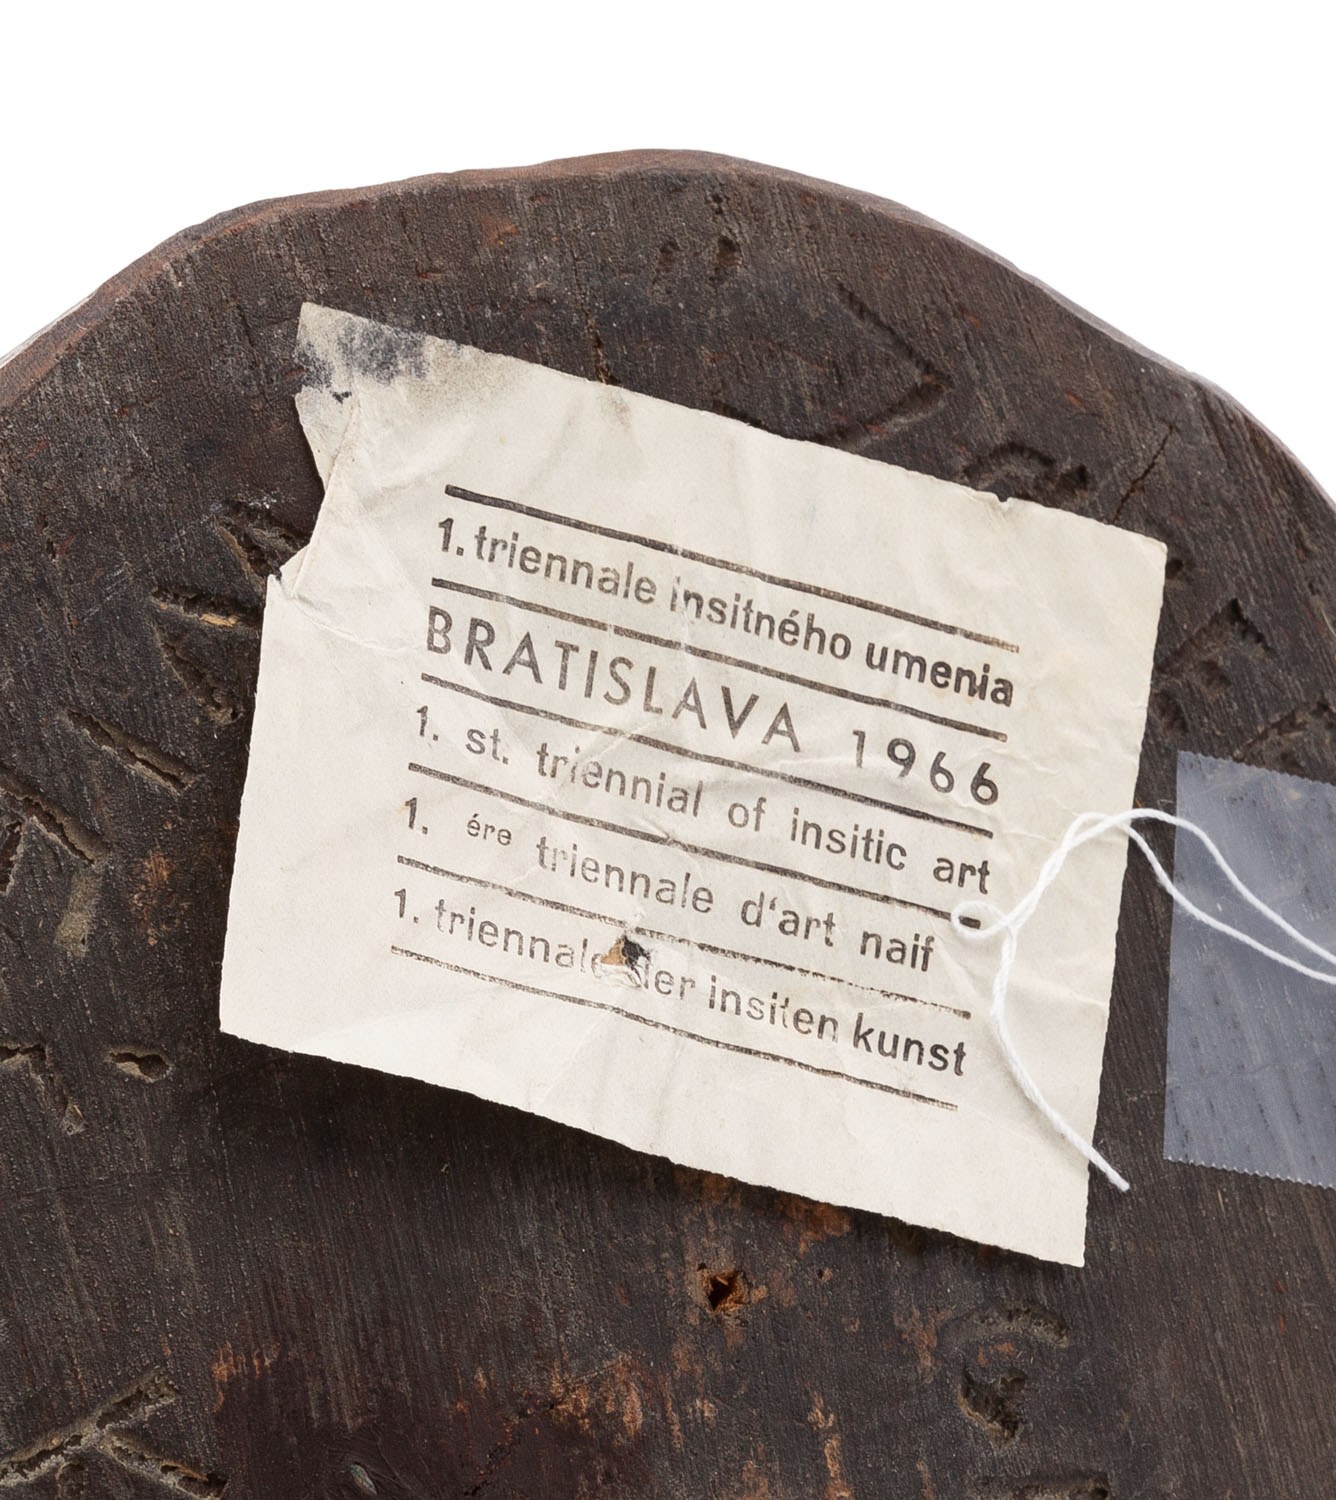 1. triennale insitného umenia
BRATISLAVA 1966
1. st. triennial of insitic art
1. ére triennale d'art naif
1. triennale der insiten kunst